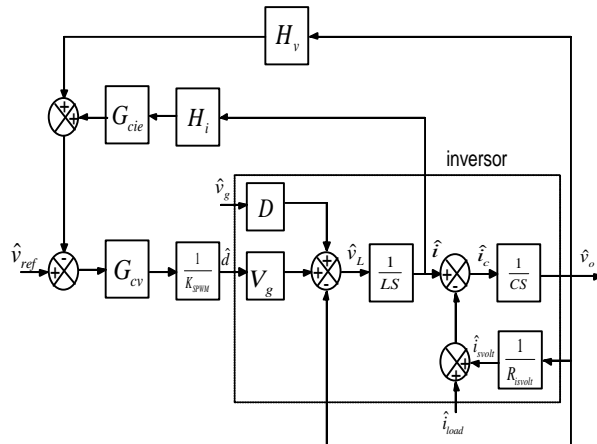 H_v
G_cie
H_i
inversor
v̂_g
D
v̂_ref
G_cv
1/K_SPWM
d̂
V_g
v̂_L
1/LS
î
î_c
1/CS
v̂_o
î_svolt
1/R_isvolt
î_load
+
+
-
+
+
+
-
+
-
+
+